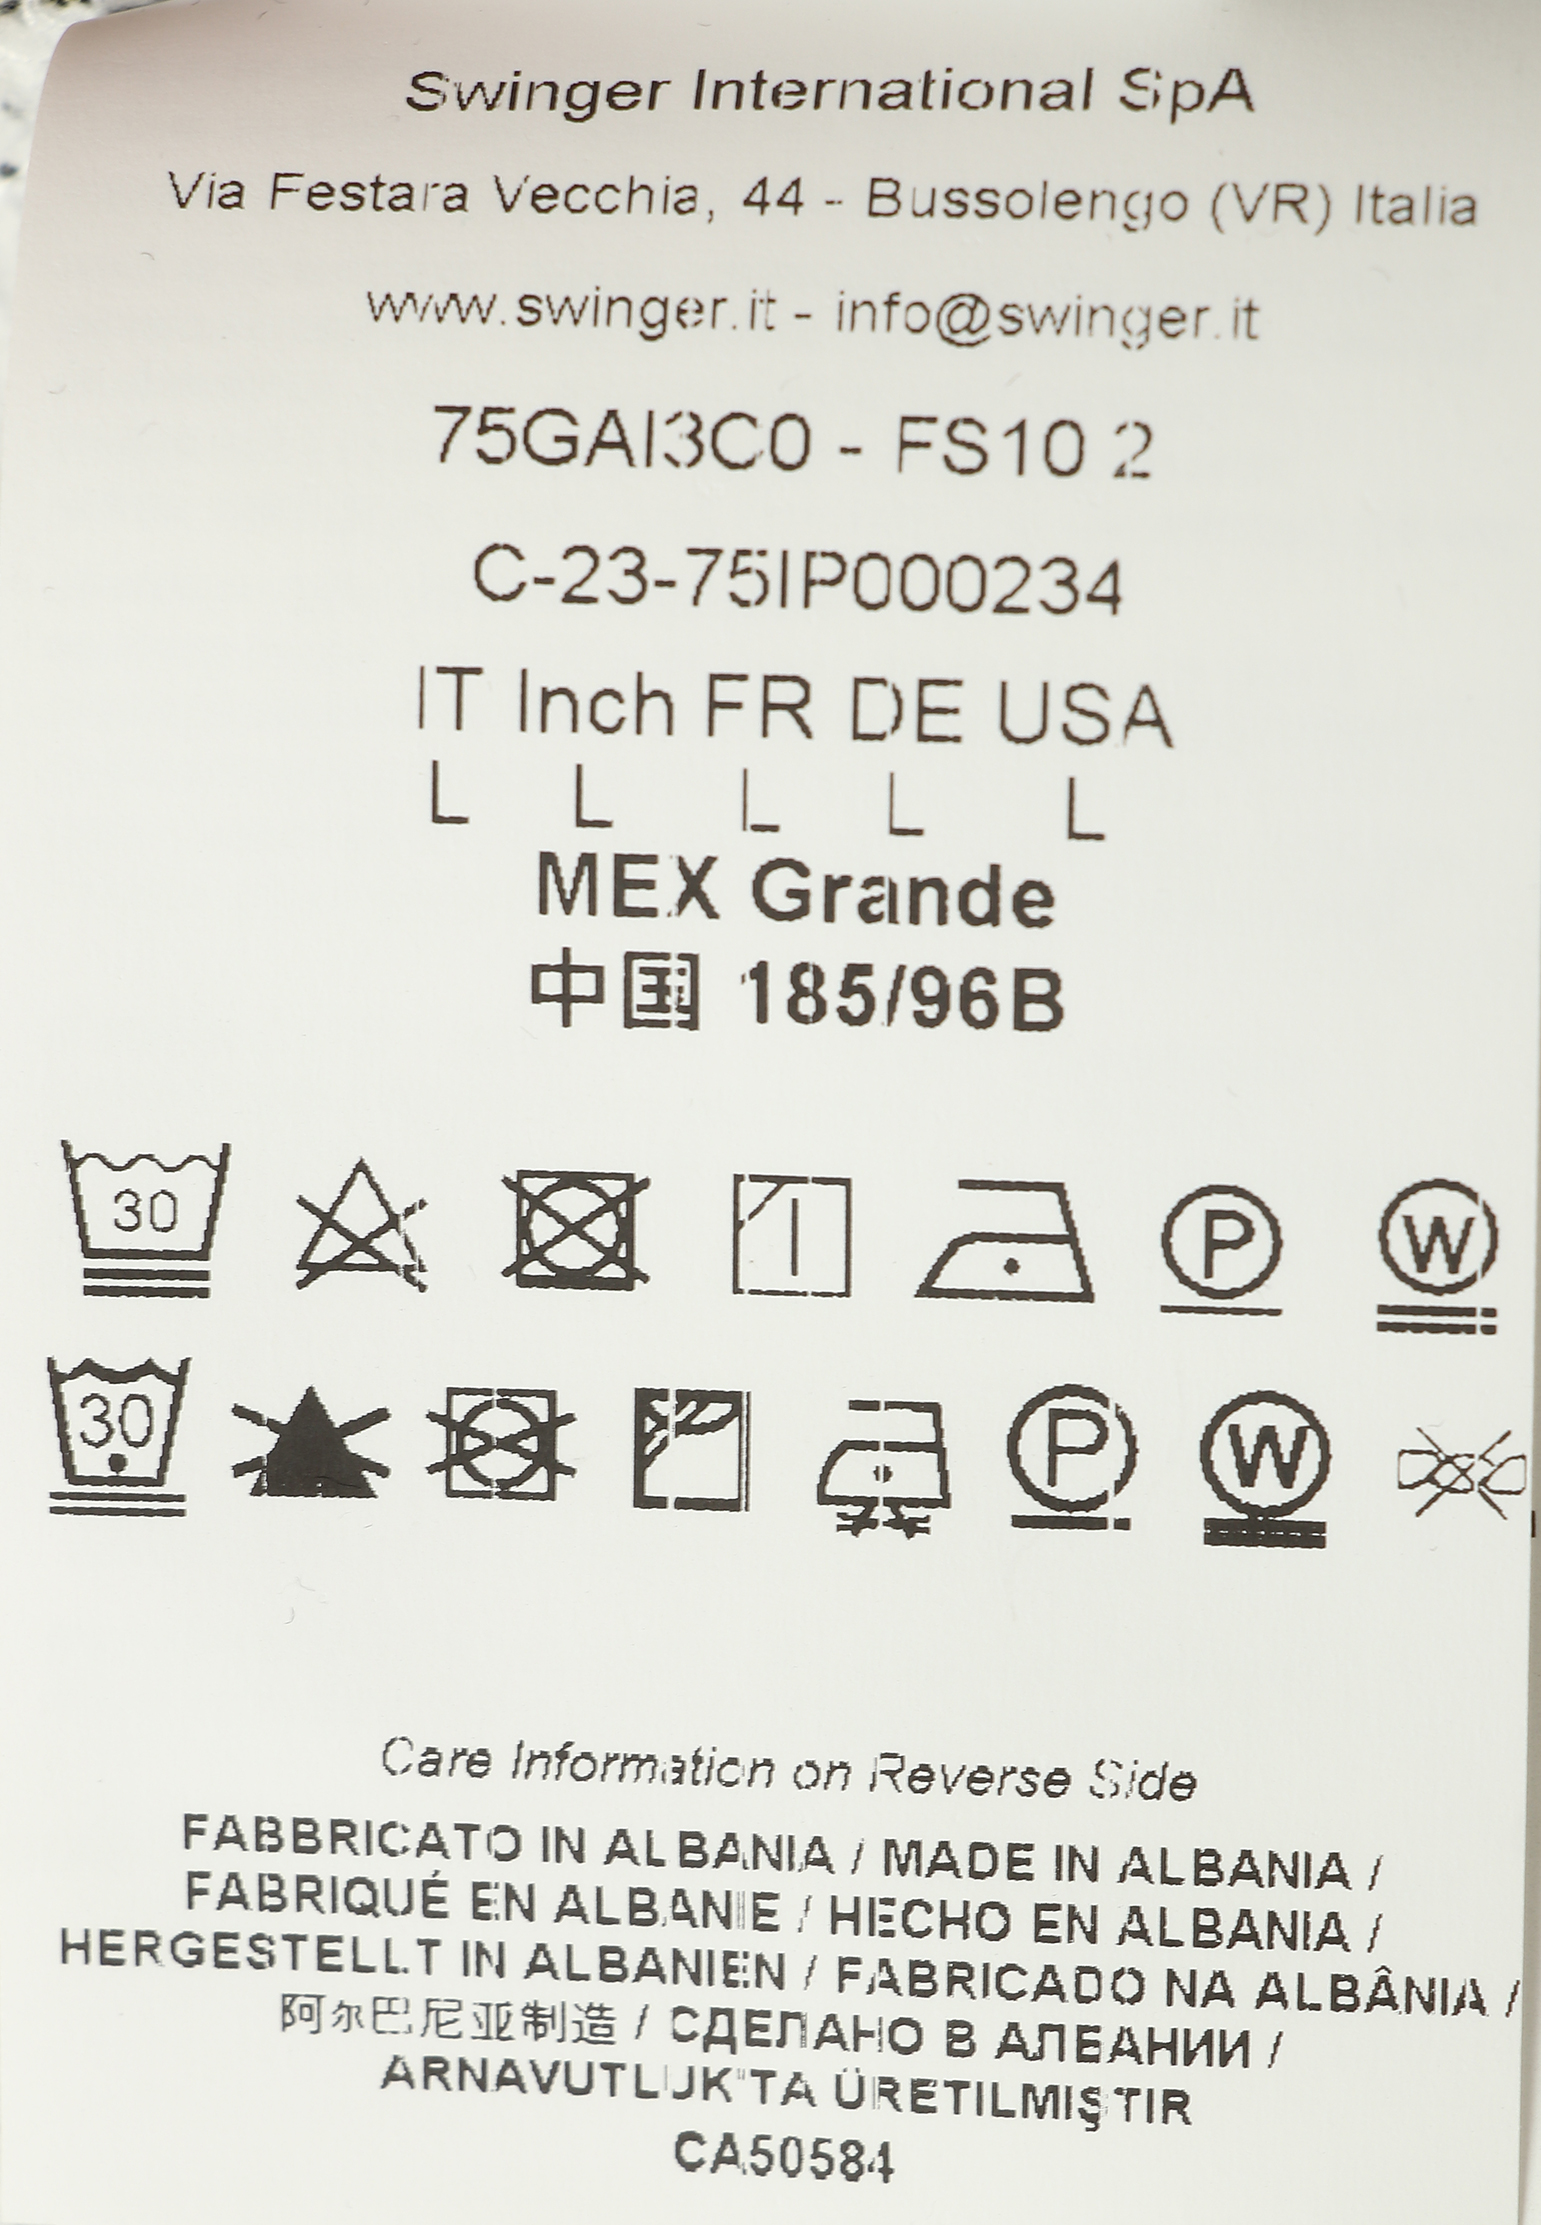 Swinger International SpA
Via Festara Vecchia, 44 - Bussolengo (VR) Italia
www.swinger.it - info@swinger.it
75GAI3C0 - FS10 2
C-23-75IP000234
IT Inch FR DE USA
L L L L L
MEX Grande
中国 185/96B
30 P W
30 P W
Care Information on Reverse Side
FABBRICATO IN ALBANIA / MADE IN ALBANIA /
FABRIQUÉ EN ALBANIE / HECHO EN ALBANIA /
HERGESTELLT IN ALBANIEN / FABRICADO NA ALBÂNIA /
阿尔巴尼亚制造 / СДЕЛАНО В АЛБАНИИ /
ARNAVUTLUK'TA ÜRETILMIŞTIR
CA50584